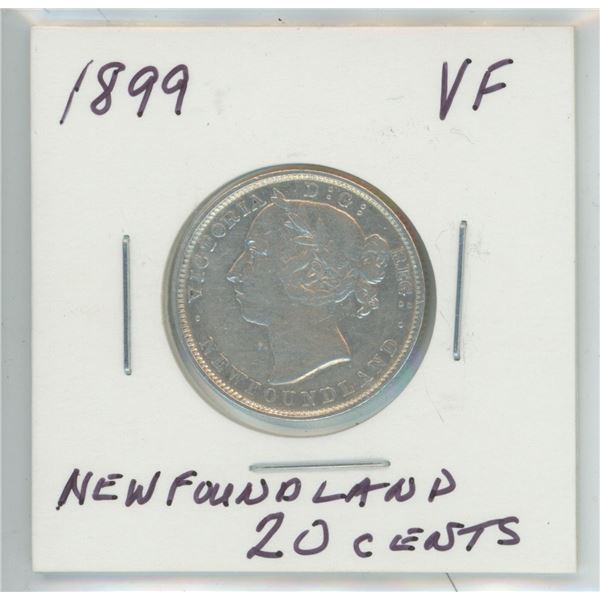 1899 VF
VICTORIA D:G: REG:
NEWFOUNDLAND
NEWFOUNDLAND
20 CENTS